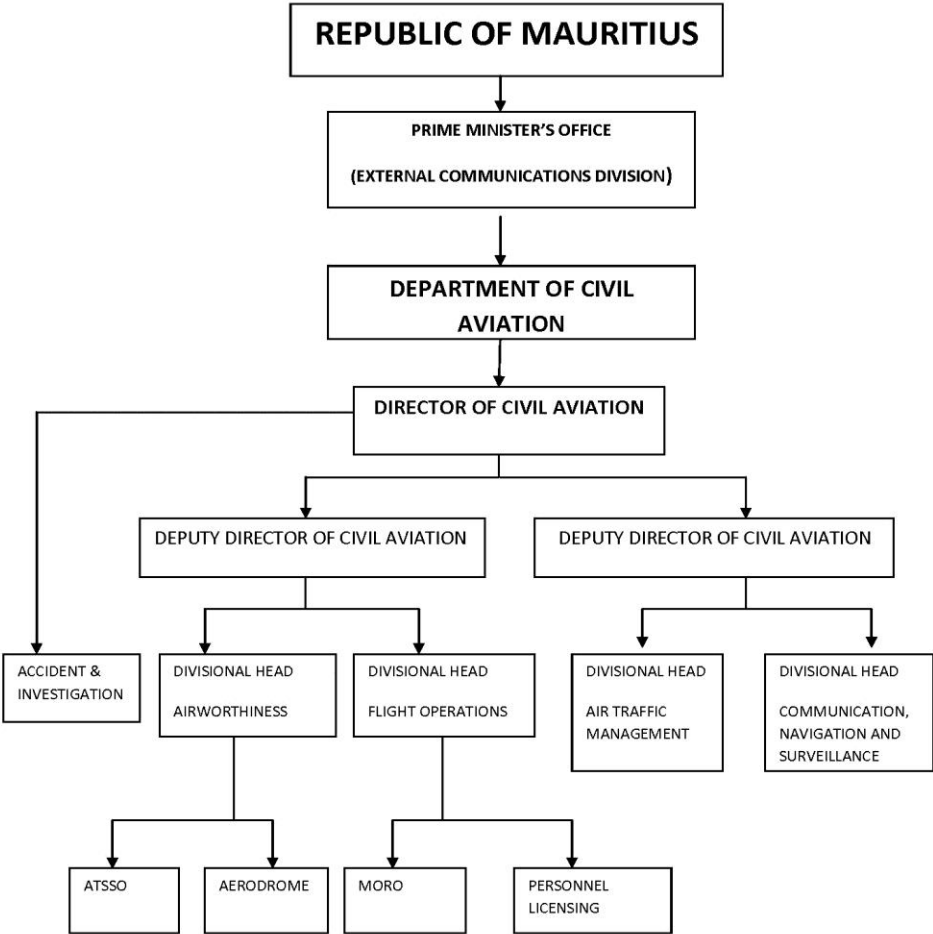 REPUBLIC OF MAURITIUS
PRIME MINISTER’S OFFICE
(EXTERNAL COMMUNICATIONS DIVISION)
DEPARTMENT OF CIVIL
AVIATION
DIRECTOR OF CIVIL AVIATION
DEPUTY DIRECTOR OF CIVIL AVIATION
DEPUTY DIRECTOR OF CIVIL AVIATION
ACCIDENT &
INVESTIGATION
DIVISIONAL HEAD
AIRWORTHINESS
DIVISIONAL HEAD
FLIGHT OPERATIONS
DIVISIONAL HEAD
AIR TRAFFIC
MANAGEMENT
DIVISIONAL HEAD
COMMUNICATION,
NAVIGATION AND
SURVEILLANCE
ATSSO
AERODROME
MORO
PERSONNEL
LICENSING